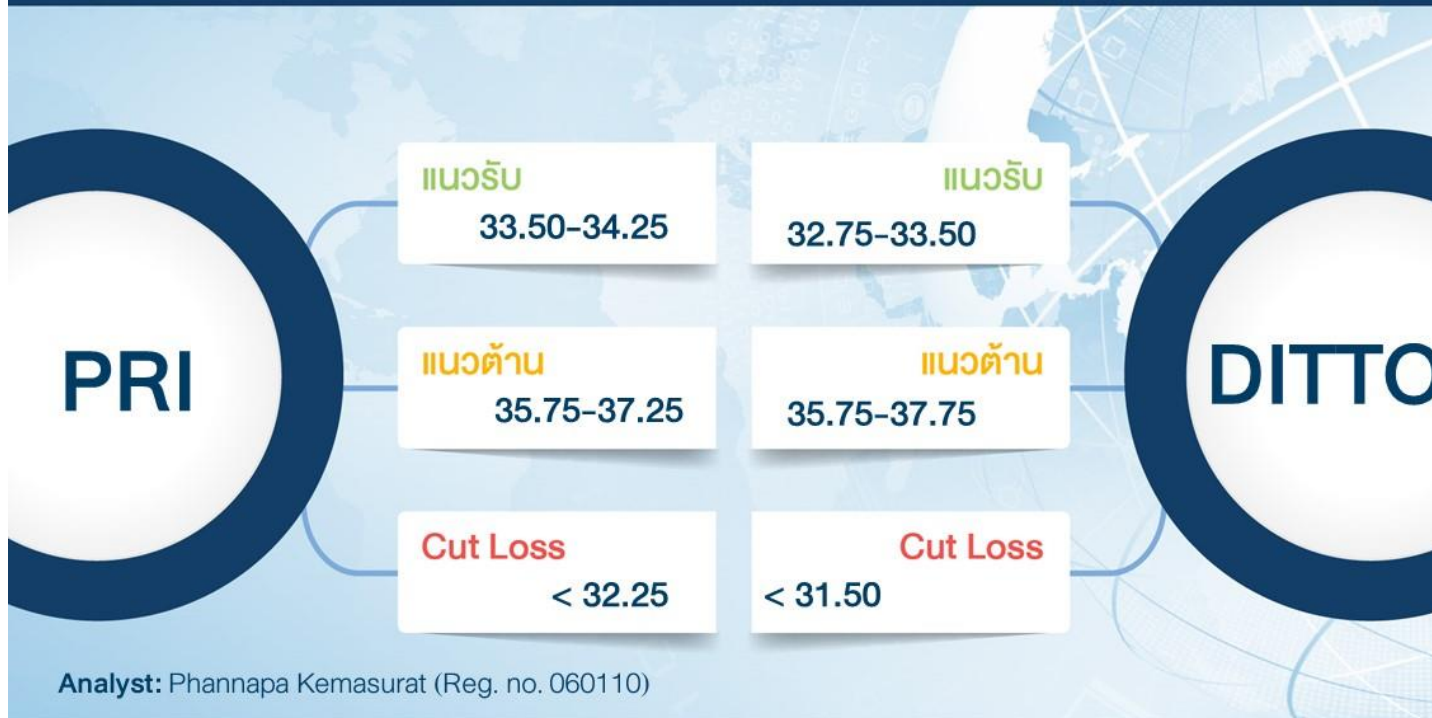 PRI
แนวรับ
33.50-34.25
แนวต้าน
35.75-37.25
Cut Loss
< 32.25
แนวรับ
32.75-33.50
แนวต้าน
35.75-37.75
Cut Loss
< 31.50
DITTO
Analyst: Phannapa Kemasurat (Reg. no. 060110)